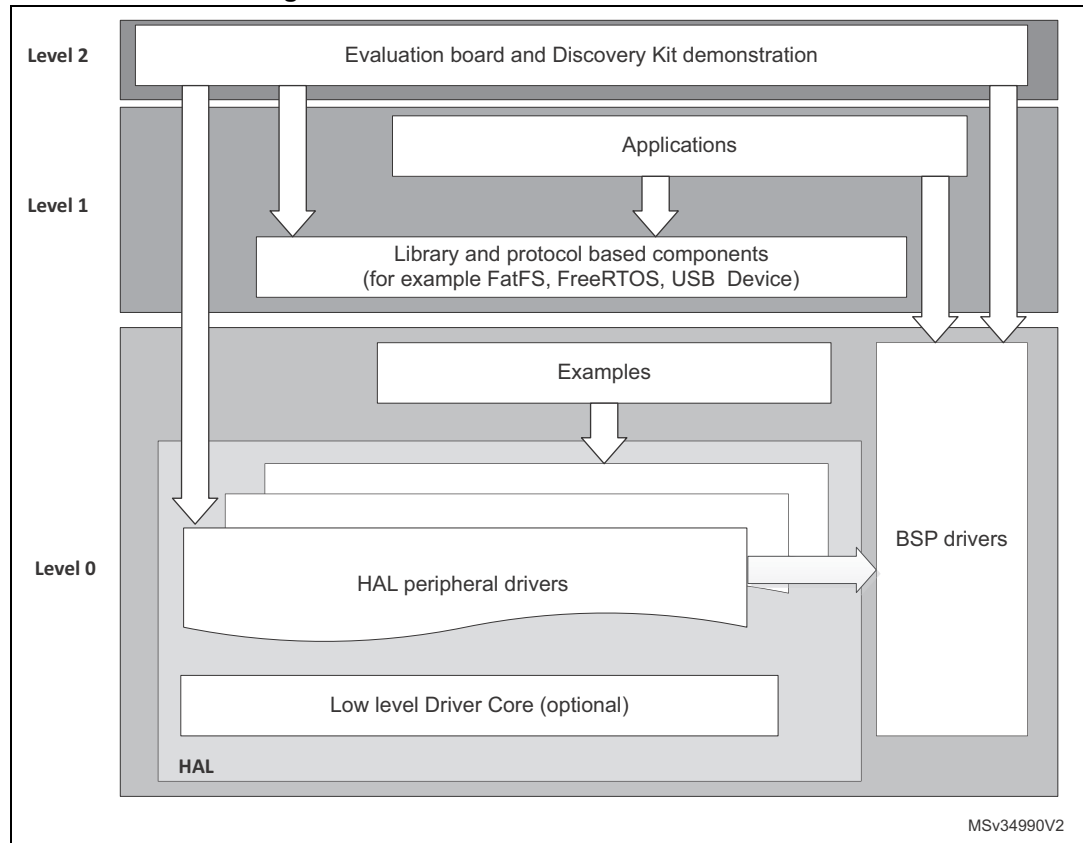 Level 2
Evaluation board and Discovery Kit demonstration
Applications
Level 1
Library and protocol based components
(for example FatFS, FreeRTOS, USB Device)
Examples
BSP drivers
Level 0
HAL peripheral drivers
Low level Driver Core (optional)
HAL
MSv34990V2